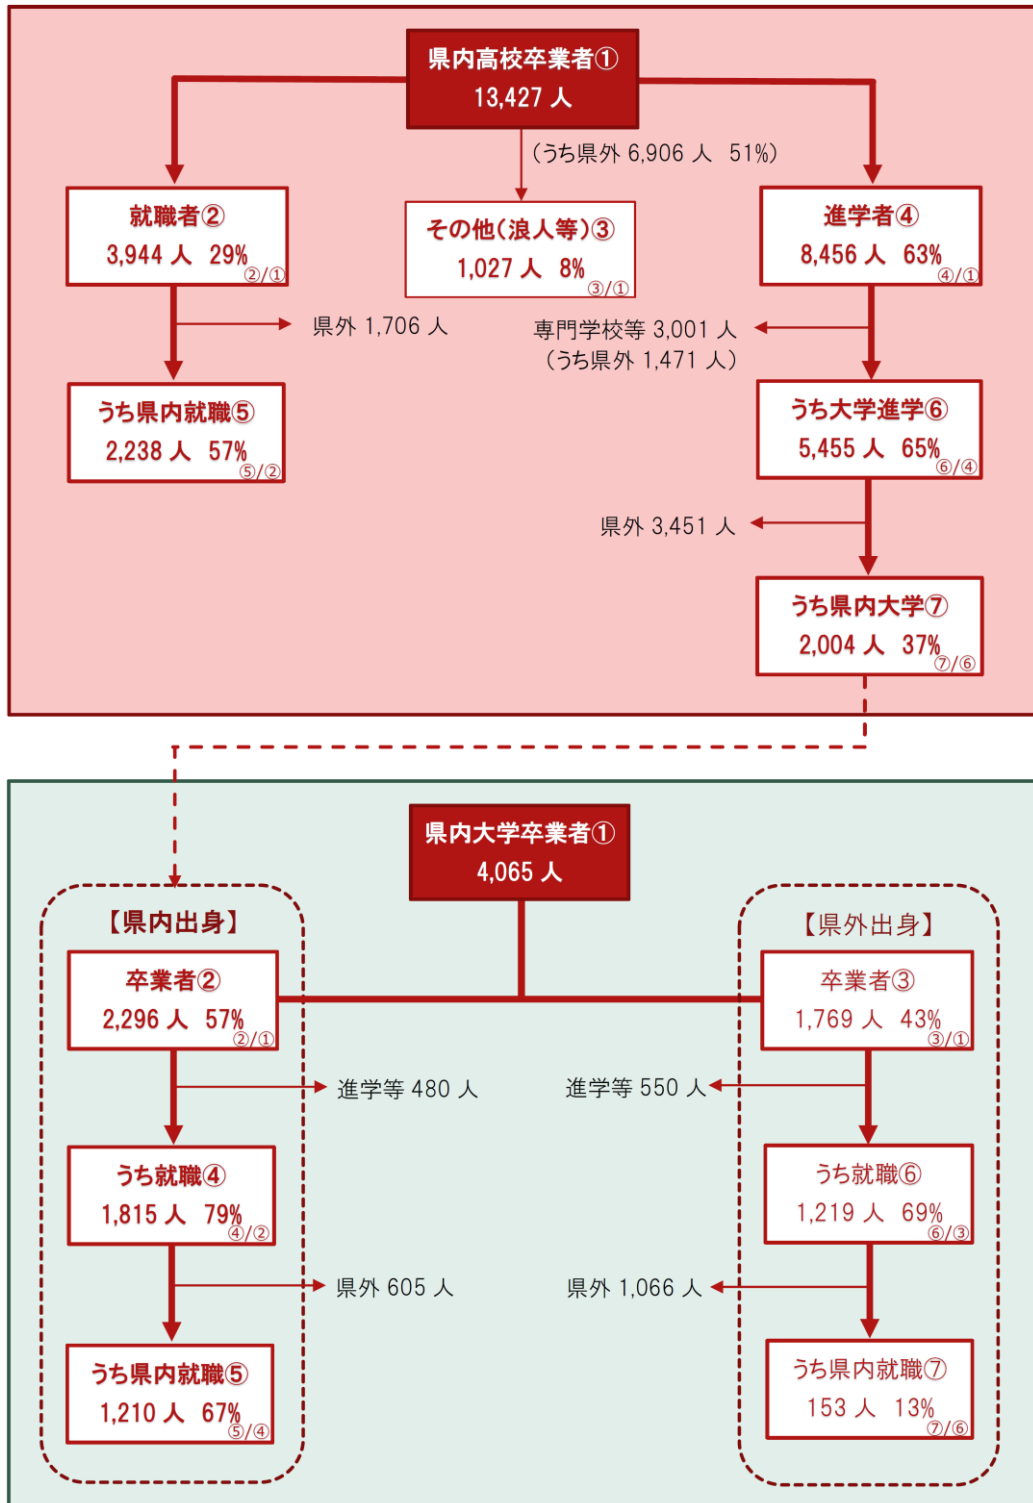 県内高校卒業者①
13,427 人
(うち県外 6,906 人 51%)
就職者②
3,944 人 29%
②/①
その他(浪人等)③
1,027 人 8%
③/①
進学者④
8,456 人 63%
④/①
県外 1,706 人
専門学校等 3,001 人
(うち県外 1,471 人)
うち県内就職⑤
2,238 人 57%
⑤/②
うち大学進学⑥
5,455 人 65%
⑥/④
県外 3,451 人
うち県内大学⑦
2,004 人 37%
⑦/⑥
県内大学卒業者①
4,065 人
【県内出身】
【県外出身】
卒業者②
2,296 人 57%
②/①
卒業者③
1,769 人 43%
③/①
進学等 480 人
進学等 550 人
うち就職④
1,815 人 79%
④/②
うち就職⑥
1,219 人 69%
⑥/③
県外 605 人
県外 1,066 人
うち県内就職⑤
1,210 人 67%
⑤/④
うち県内就職⑦
153 人 13%
⑦/⑥